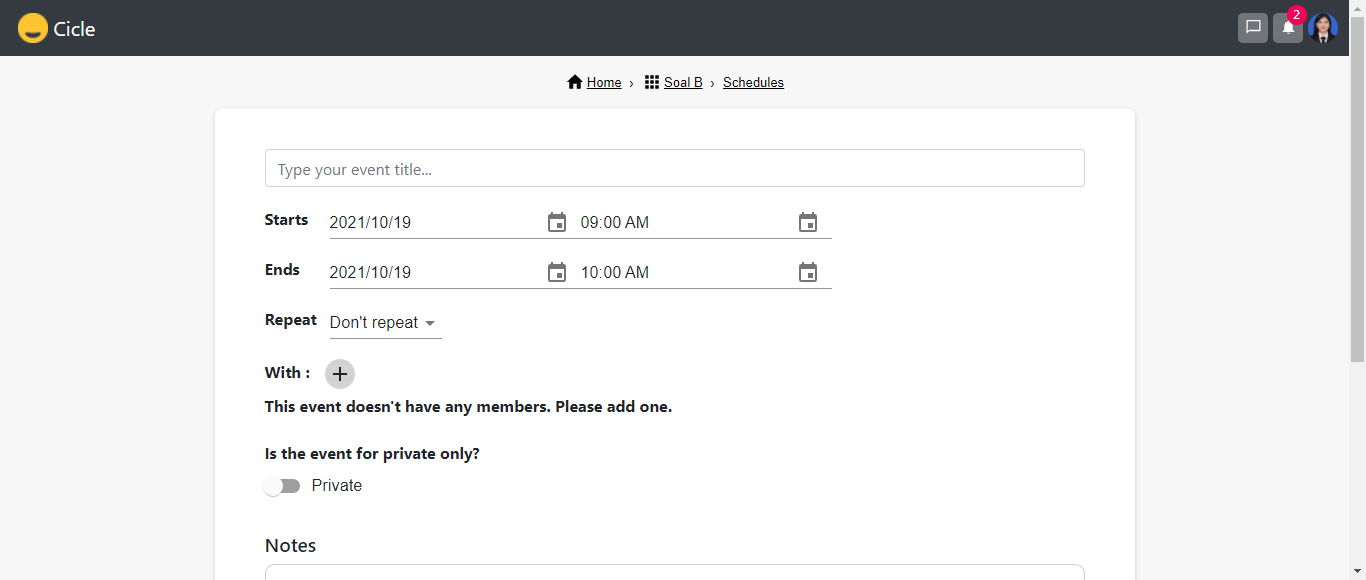 Cicle
2
Home › Soal B › Schedules
Type your event title...
Starts 2021/10/19 09:00 AM
Ends 2021/10/19 10:00 AM
Repeat Don't repeat
With :
This event doesn't have any members. Please add one.
Is the event for private only?
Private
Notes